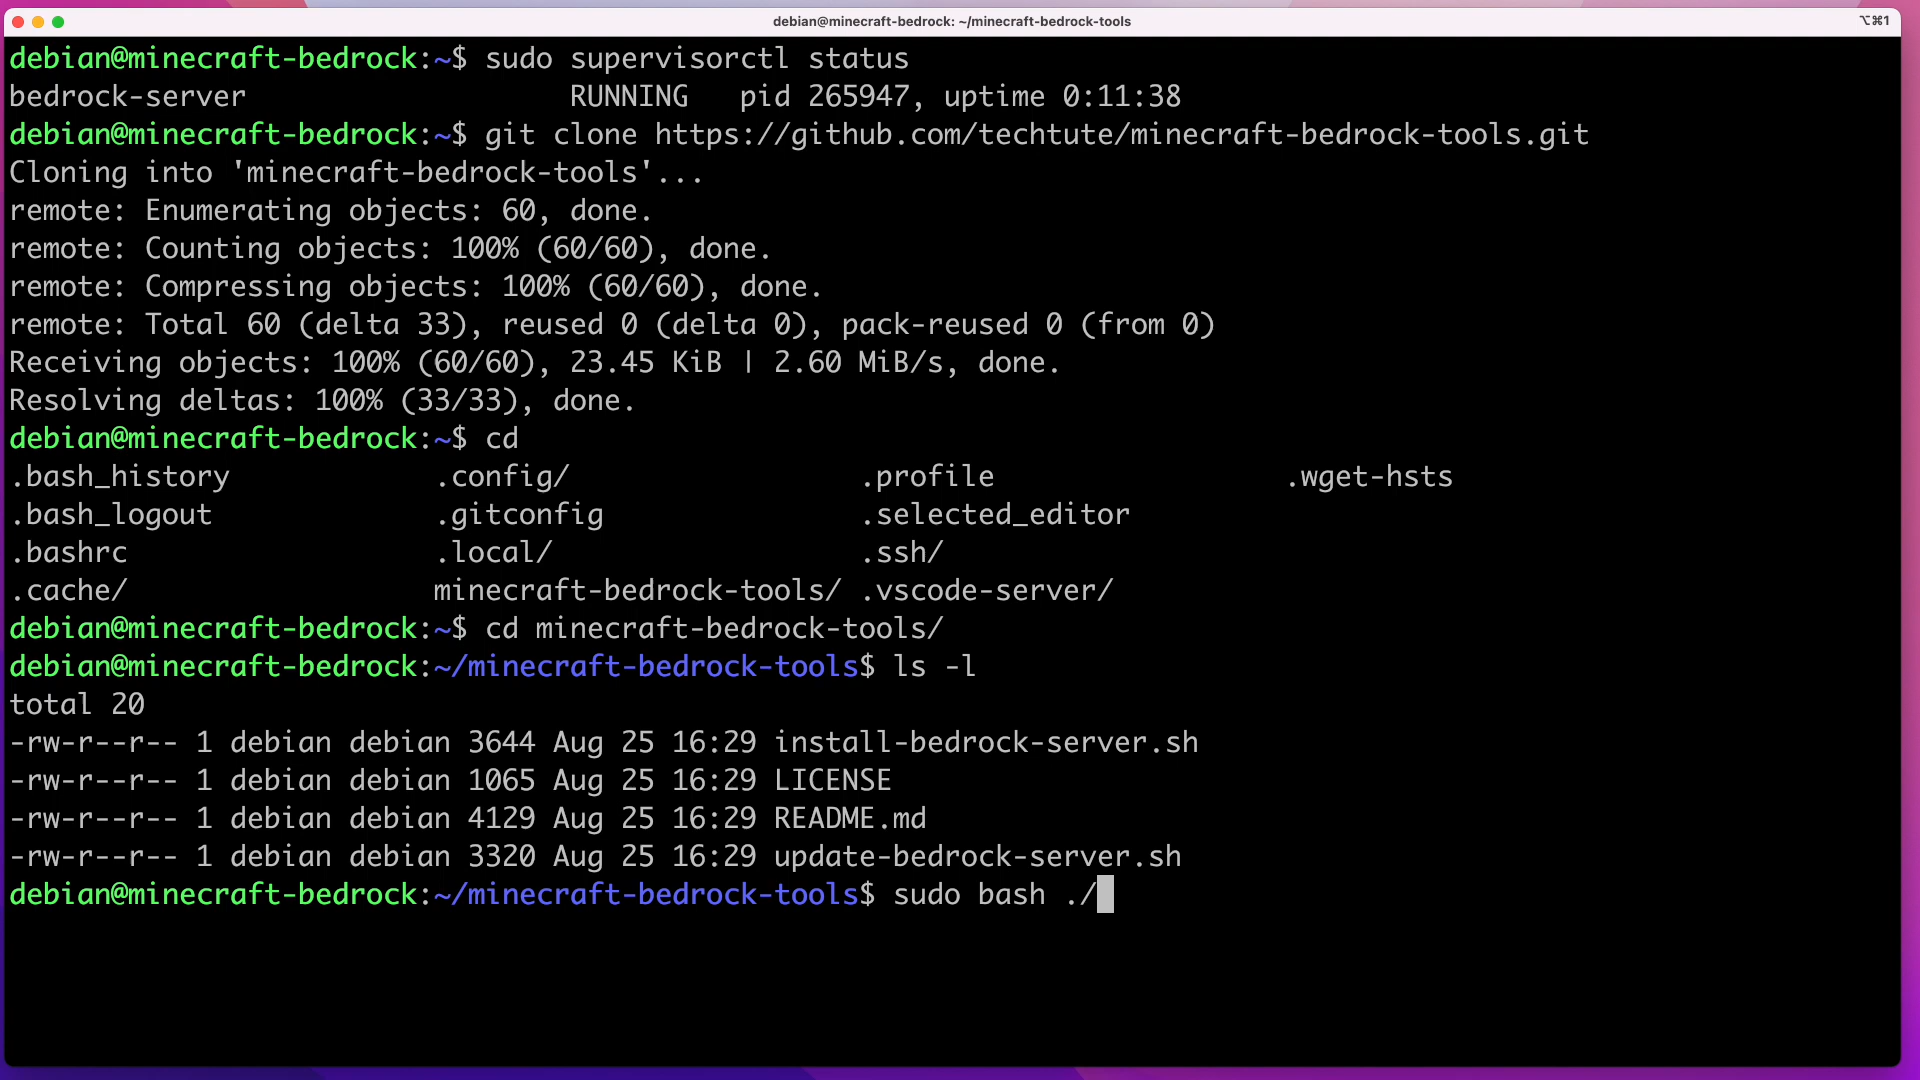 debian@minecraft-bedrock: ~/minecraft-bedrock-tools
⌥⌘1
debian@minecraft-bedrock:~$ sudo supervisorctl status
bedrock-server                   RUNNING   pid 265947, uptime 0:11:38
debian@minecraft-bedrock:~$ git clone https://github.com/techtute/minecraft-bedrock-tools.git
Cloning into 'minecraft-bedrock-tools'...
remote: Enumerating objects: 60, done.
remote: Counting objects: 100% (60/60), done.
remote: Compressing objects: 100% (60/60), done.
remote: Total 60 (delta 33), reused 0 (delta 0), pack-reused 0 (from 0)
Receiving objects: 100% (60/60), 23.45 KiB | 2.60 MiB/s, done.
Resolving deltas: 100% (33/33), done.
debian@minecraft-bedrock:~$ cd
.bash_history            .config/                 .profile                 .wget-hsts
.bash_logout             .gitconfig               .selected_editor
.bashrc                  .local/                  .ssh/
.cache/                  minecraft-bedrock-tools/ .vscode-server/
debian@minecraft-bedrock:~$ cd minecraft-bedrock-tools/
debian@minecraft-bedrock:~/minecraft-bedrock-tools$ ls -l
total 20
-rw-r--r-- 1 debian debian 3644 Aug 25 16:29 install-bedrock-server.sh
-rw-r--r-- 1 debian debian 1065 Aug 25 16:29 LICENSE
-rw-r--r-- 1 debian debian 4129 Aug 25 16:29 README.md
-rw-r--r-- 1 debian debian 3320 Aug 25 16:29 update-bedrock-server.sh
debian@minecraft-bedrock:~/minecraft-bedrock-tools$ sudo bash ./